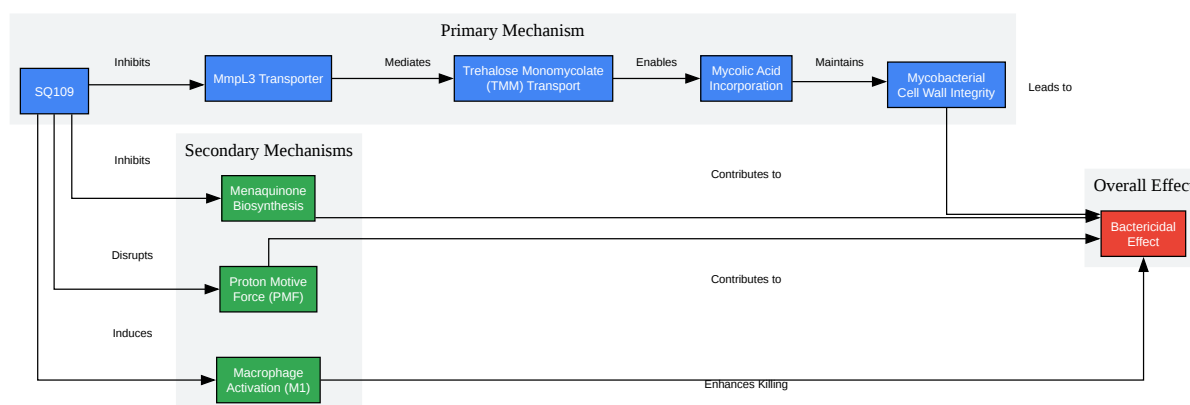 Primary Mechanism
Inhibits
Mediates
Enables
Maintains
SQ109
MmpL3 Transporter
Trehalose Monomycolate
(TMM) Transport
Mycolic Acid
Incorporation
Mycobacterial
Cell Wall Integrity
Leads to
Secondary Mechanisms
Inhibits
Menaquinone
Biosynthesis
Contributes to
Overall Effec
Bactericidal
Effect
Disrupts
Proton Motive
Force (PMF)
Contributes to
Induces
Macrophage
Activation (M1)
Enhances Killing